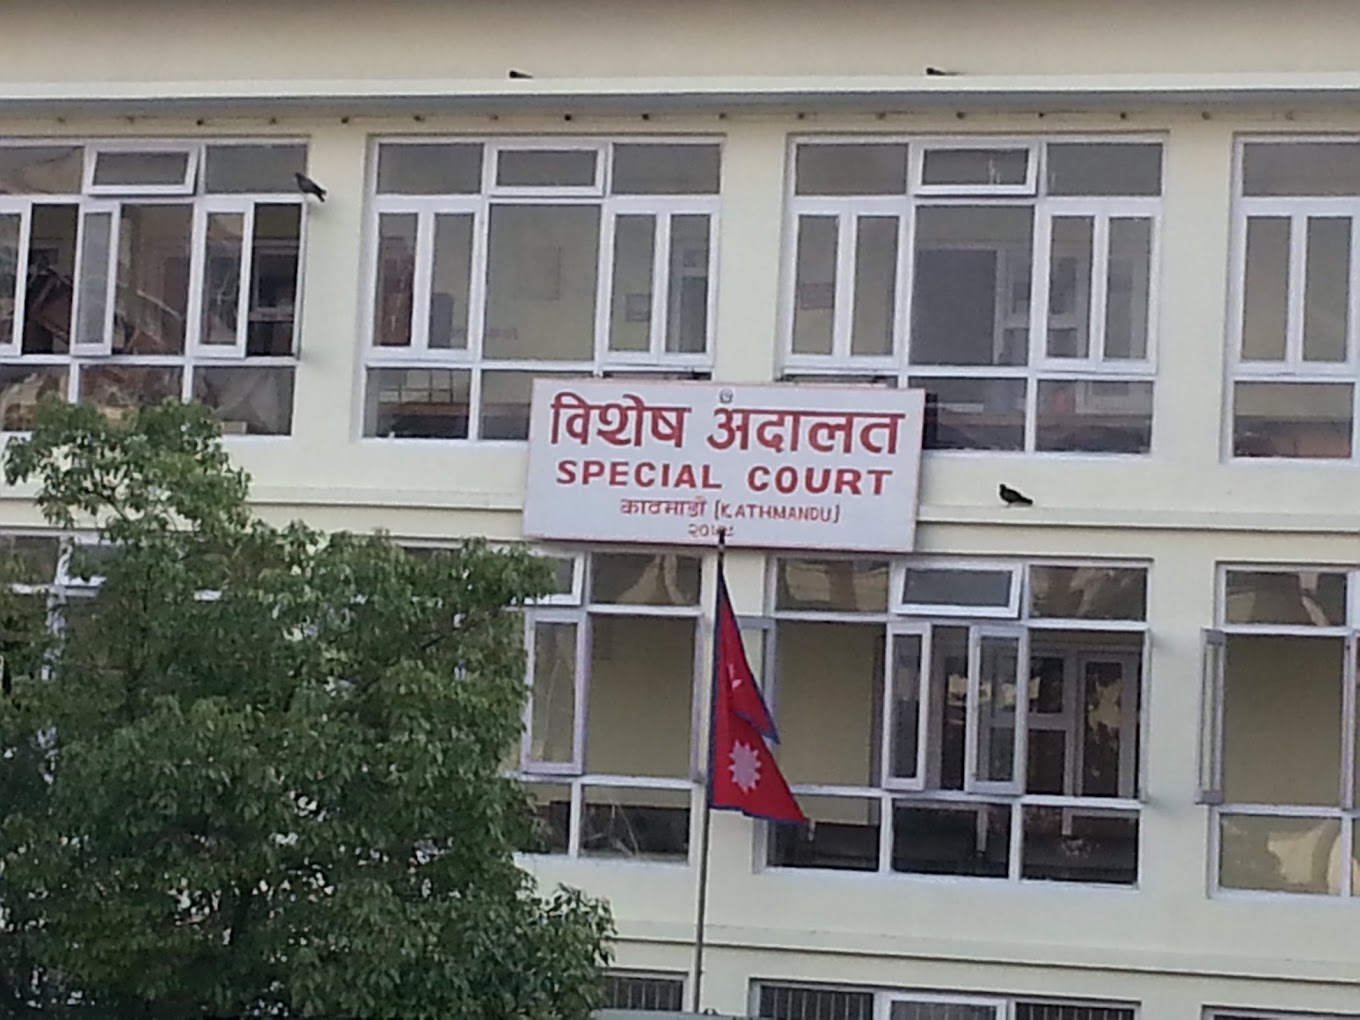 विशेष अदालत
SPECIAL COURT
काठमाडौं (KATHMANDU)